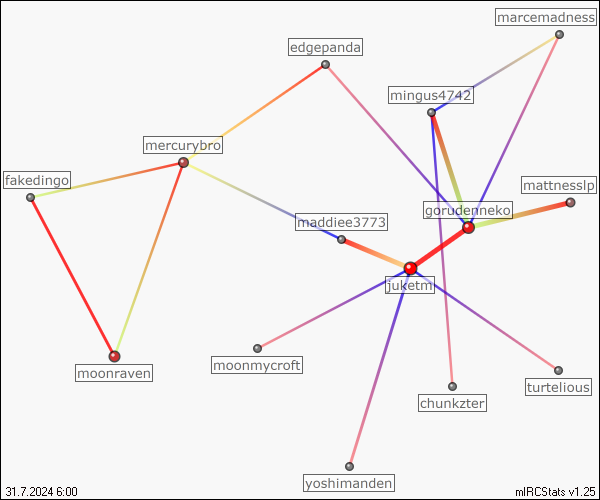 marcemadness
edgepanda
mingus4742
mercurybro
fakedingo
mattnesslp
gorudenneko
maddiee3773
juketm
moonmycroft
moonraven
turtelious
chunkzter
yoshimanden
31.7.2024 6:00
mIRCStats v1.25